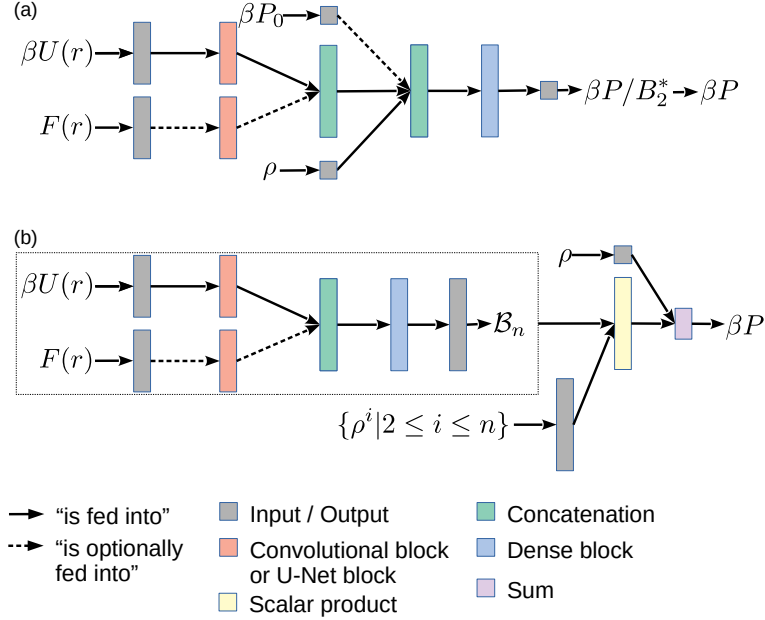 (a)
βP₀
βU(r)
F(r)
βP/B₂* βP
ρ
(b)
ρ
βU(r)
ℬₙ
βP
F(r)
{ρⁱ|2 ≤ i ≤ n}
“is fed into”
Input / Output
Concatenation
“is optionally
fed into”
Convolutional block
or U-Net block
Dense block
Scalar product
Sum